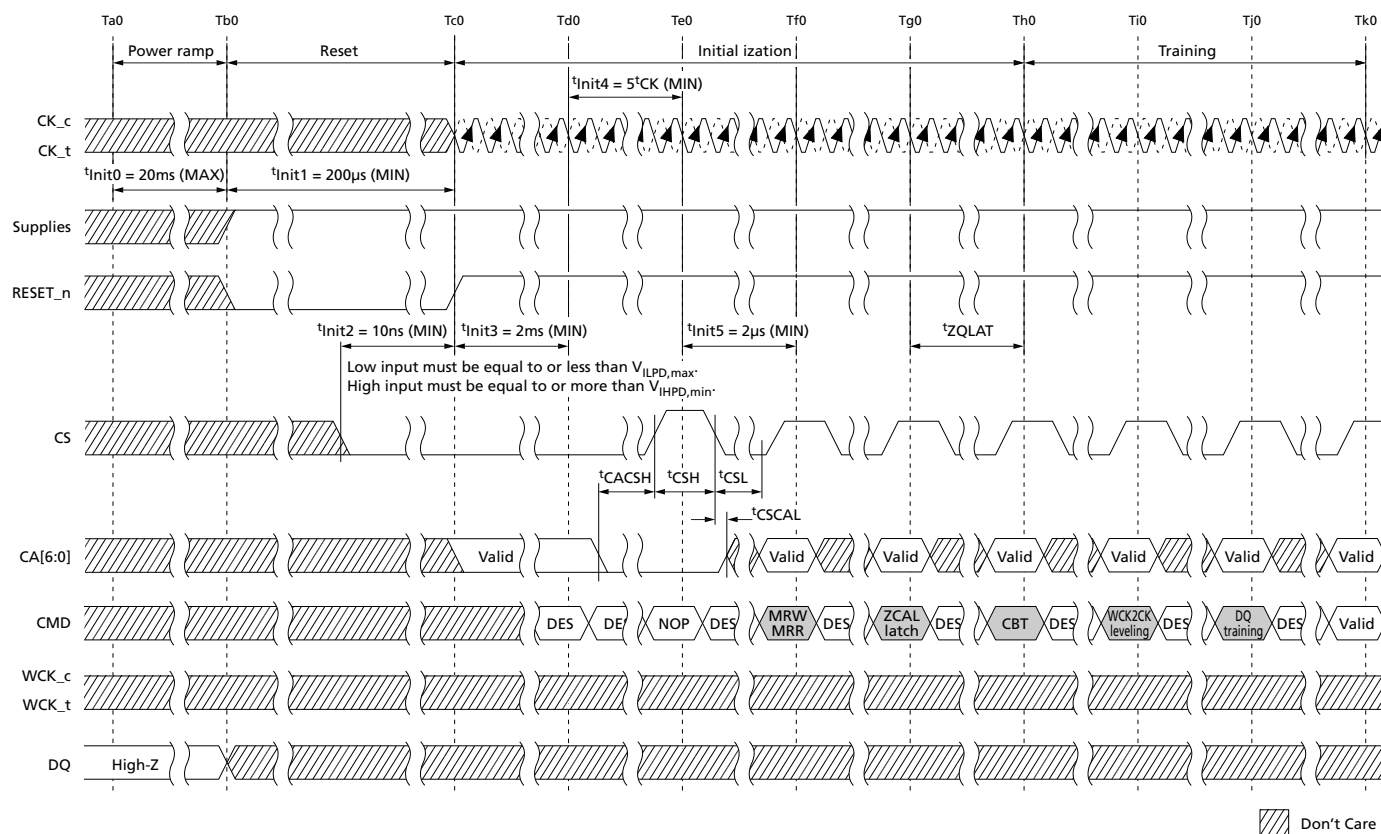 Ta0 Tb0 Tc0 Td0 Te0 Tf0 Tg0 Th0 Ti0 Tj0 Tk0
Power ramp Reset Initial ization Training
tInit4 = 5tCK (MIN)
CK_c
CK_t
tInit0 = 20ms (MAX) tInit1 = 200µs (MIN)
Supplies
RESET_n
tInit2 = 10ns (MIN) tInit3 = 2ms (MIN) tInit5 = 2µs (MIN) tZQLAT
Low input must be equal to or less than VILPD,max.
High input must be equal to or more than VIHPD,min.
CS
tCACSH tCSH tCSL
tCSCAL
CA[6:0] Valid Valid Valid Valid Valid Valid Valid
CMD DES DES NOP DES MRW MRR DES ZCAL latch DES CBT DES WCK2CK leveling DES DQ training DES Valid
WCK_c
WCK_t
DQ High-Z
Don't Care